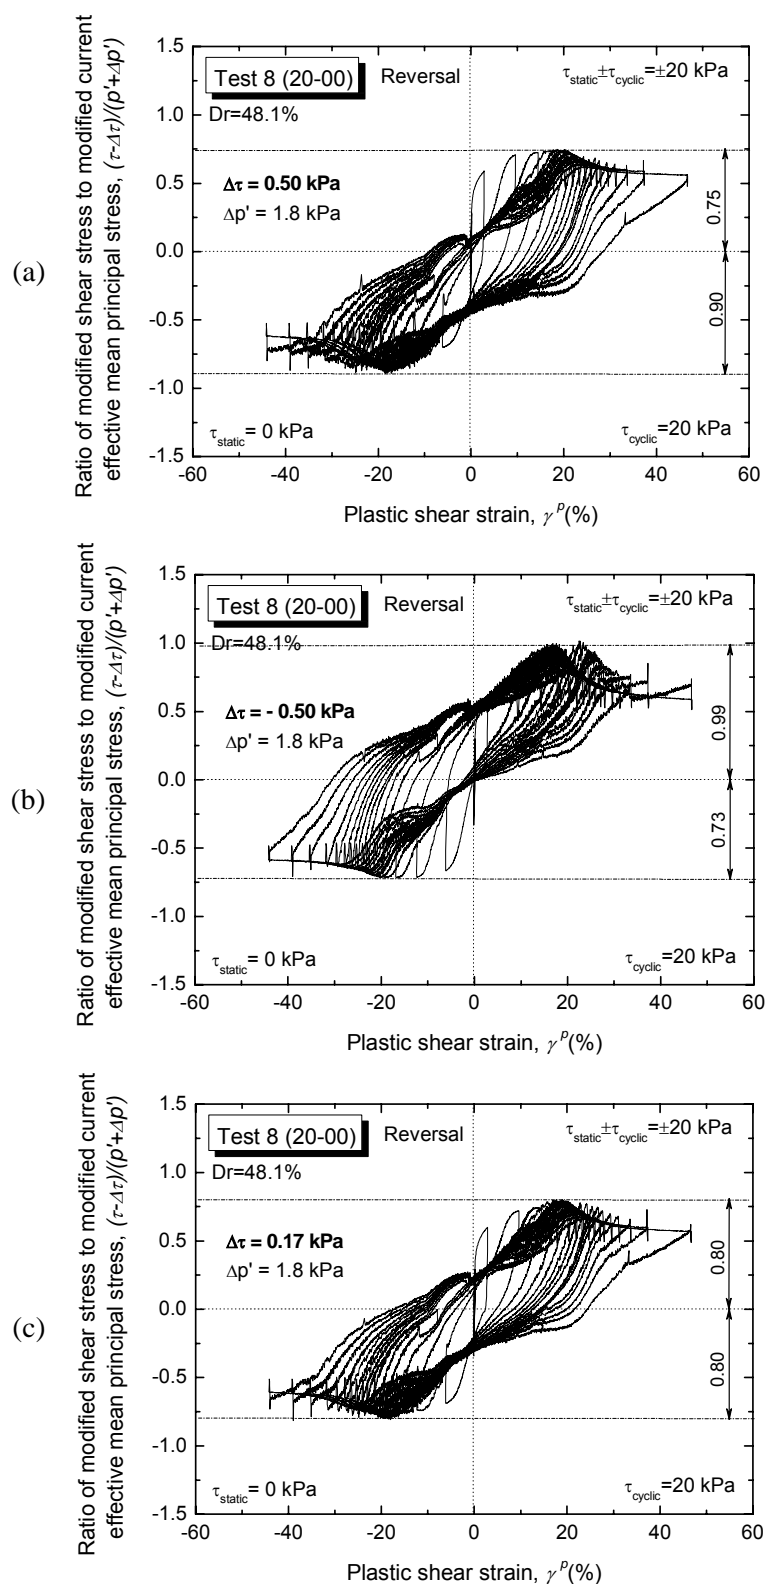 (a)
Ratio of modified shear stress to modified current
effective mean principal stress, (τ-Δτ)/(p'+Δp')
1.5
1.0
0.5
0.0
-0.5
-1.0
-1.5
Test 8 (20-00)
Reversal
τstatic±τcyclic=±20 kPa
Dr=48.1%
Δτ = 0.50 kPa
Δp' = 1.8 kPa
0.75
0.90
τstatic= 0 kPa
τcyclic=20 kPa
-60 -40 -20 0 20 40 60
Plastic shear strain, γ p(%)
(b)
Ratio of modified shear stress to modified current
effective mean principal stress, (τ-Δτ)/(p'+Δp')
1.5
1.0
0.5
0.0
-0.5
-1.0
-1.5
Test 8 (20-00)
Reversal
τstatic±τcyclic=±20 kPa
Dr=48.1%
Δτ = - 0.50 kPa
Δp' = 1.8 kPa
0.99
0.73
τstatic= 0 kPa
τcyclic=20 kPa
-60 -40 -20 0 20 40 60
Plastic shear strain, γ p(%)
(c)
Ratio of modified shear stress to modified current
effective mean principal stress, (τ-Δτ)/(p'+Δp')
1.5
1.0
0.5
0.0
-0.5
-1.0
-1.5
Test 8 (20-00)
Reversal
τstatic±τcyclic=±20 kPa
Dr=48.1%
Δτ = 0.17 kPa
Δp' = 1.8 kPa
0.80
0.80
τstatic= 0 kPa
τcyclic=20 kPa
-60 -40 -20 0 20 40 60
Plastic shear strain, γ p(%)